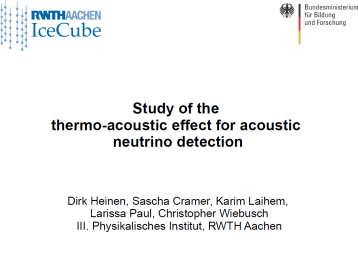 RWTHAACHEN
IceCube
Bundesministerium
für Bildung
und Forschung
Study of the
thermo-acoustic effect for acoustic
neutrino detection
Dirk Heinen, Sascha Cramer, Karim Laihem,
Larissa Paul, Christopher Wiebusch
III. Physikalisches Institut, RWTH Aachen